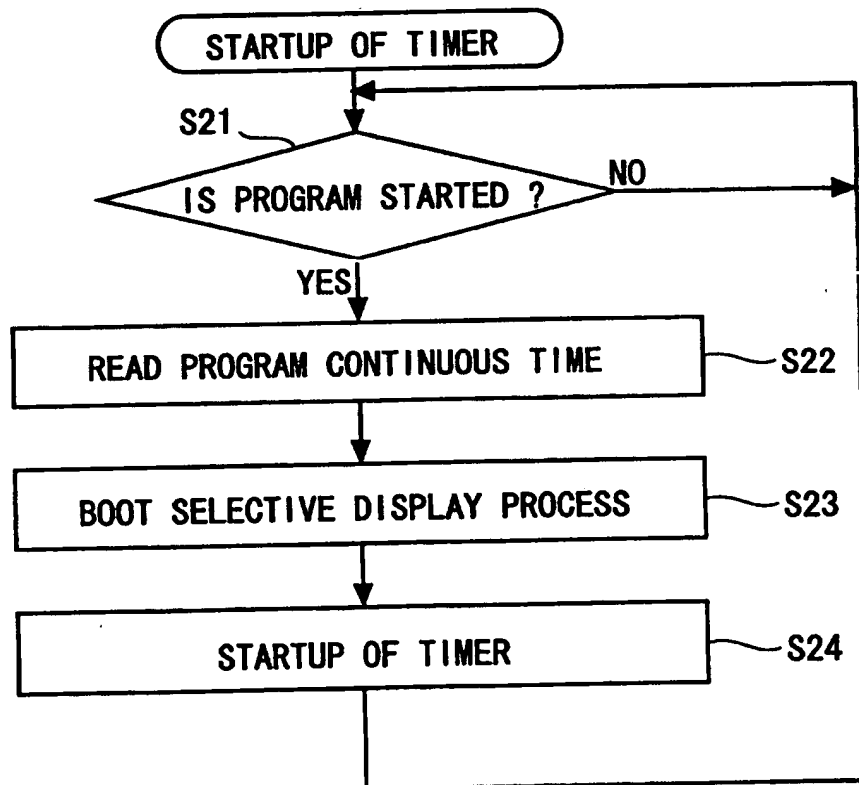 STARTUP OF TIMER
S21
IS PROGRAM STARTED ?
NO
YES
READ PROGRAM CONTINUOUS TIME
S22
BOOT SELECTIVE DISPLAY PROCESS
S23
STARTUP OF TIMER
S24